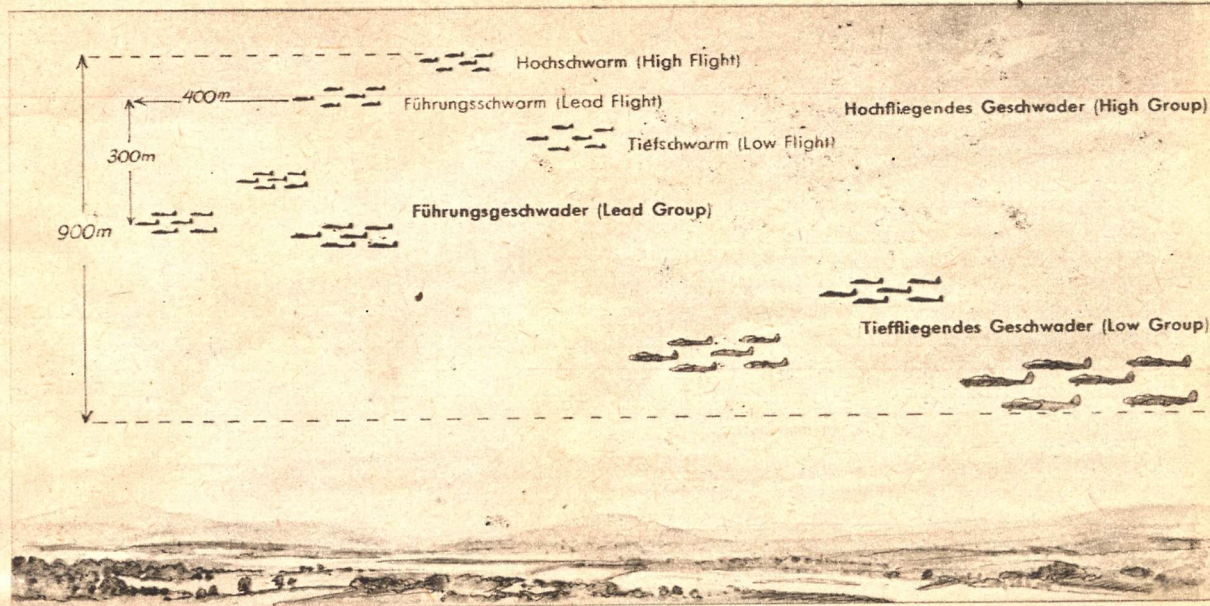 Hochschwarm (High Flight)
400m
Führungsschwarm (Lead Flight)
Hochfliegendes Geschwader (High Group)
Tiefschwarm (Low Flight)
300m
Führungsgeschwader (Lead Group)
900m
Tieffliegendes Geschwader (Low Group)